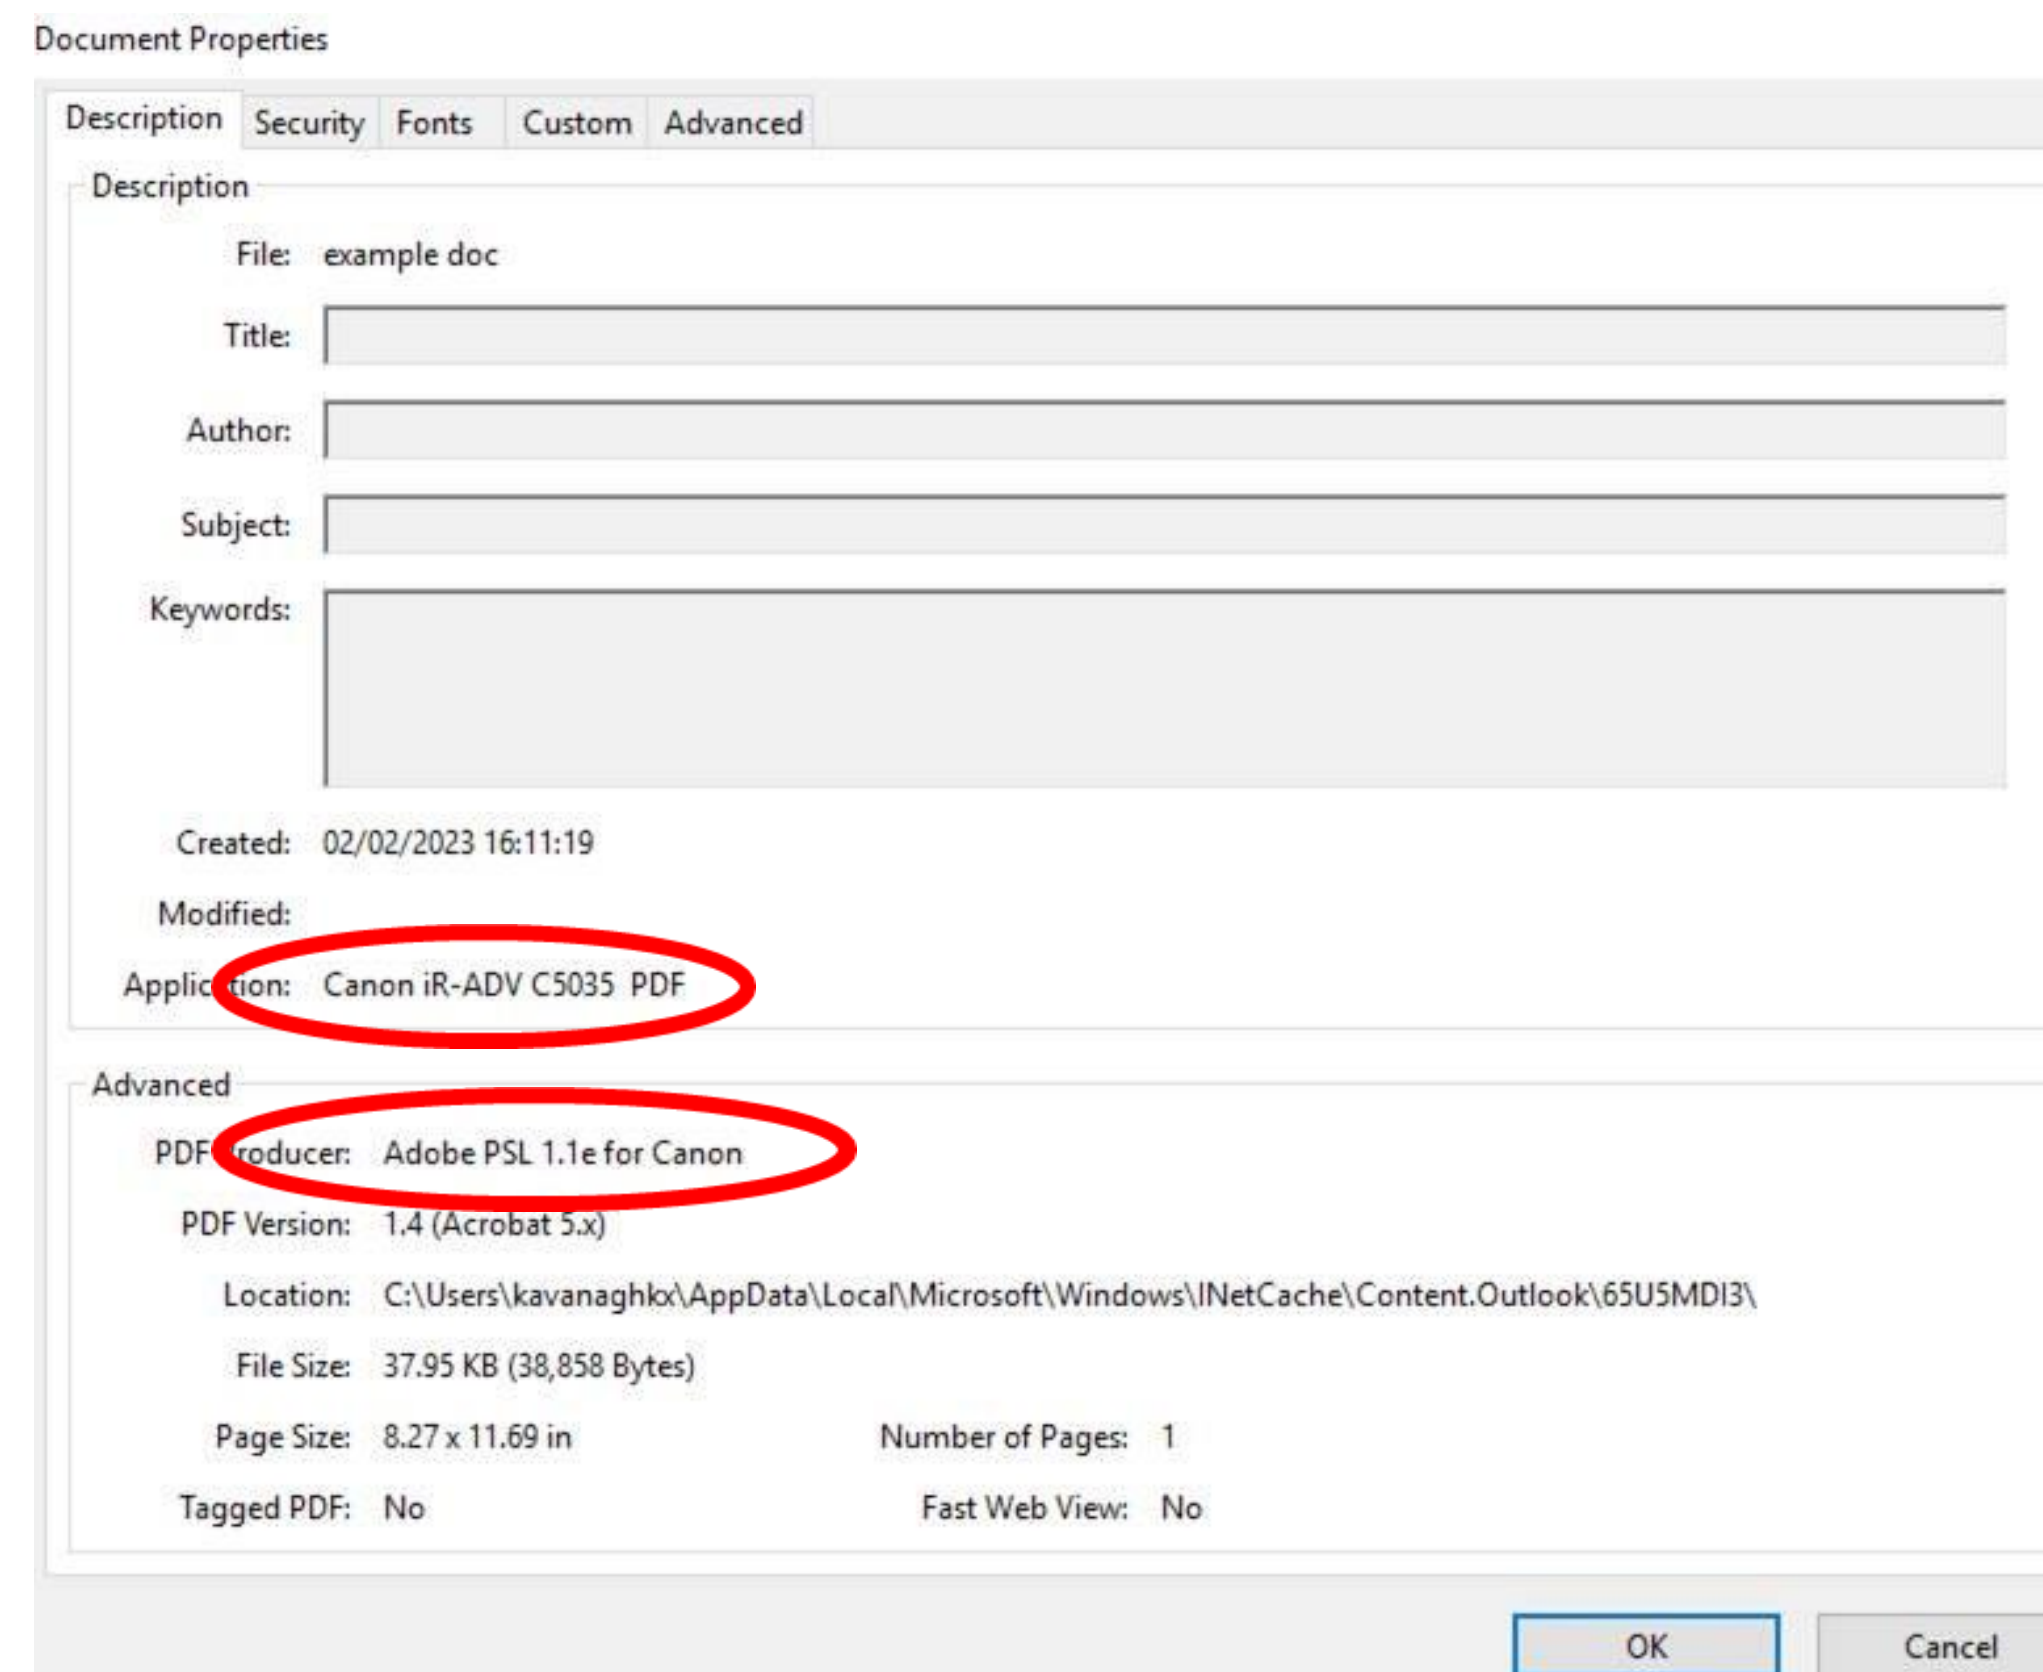 Document Properties
Description Security Fonts Custom Advanced
Description
File: example doc
Title:
Author:
Subject:
Keywords:
Created: 02/02/2023 16:11:19
Modified:
Application: Canon iR-ADV C5035 PDF
Advanced
PDF Producer: Adobe PSL 1.1e for Canon
PDF Version: 1.4 (Acrobat 5.x)
Location: C:\Users\kavanaghkx\AppData\Local\Microsoft\Windows\INetCache\Content.Outlook\65U5MDI3\
File Size: 37.95 KB (38,858 Bytes)
Page Size: 8.27 x 11.69 in Number of Pages: 1
Tagged PDF: No Fast Web View: No
OK Cancel